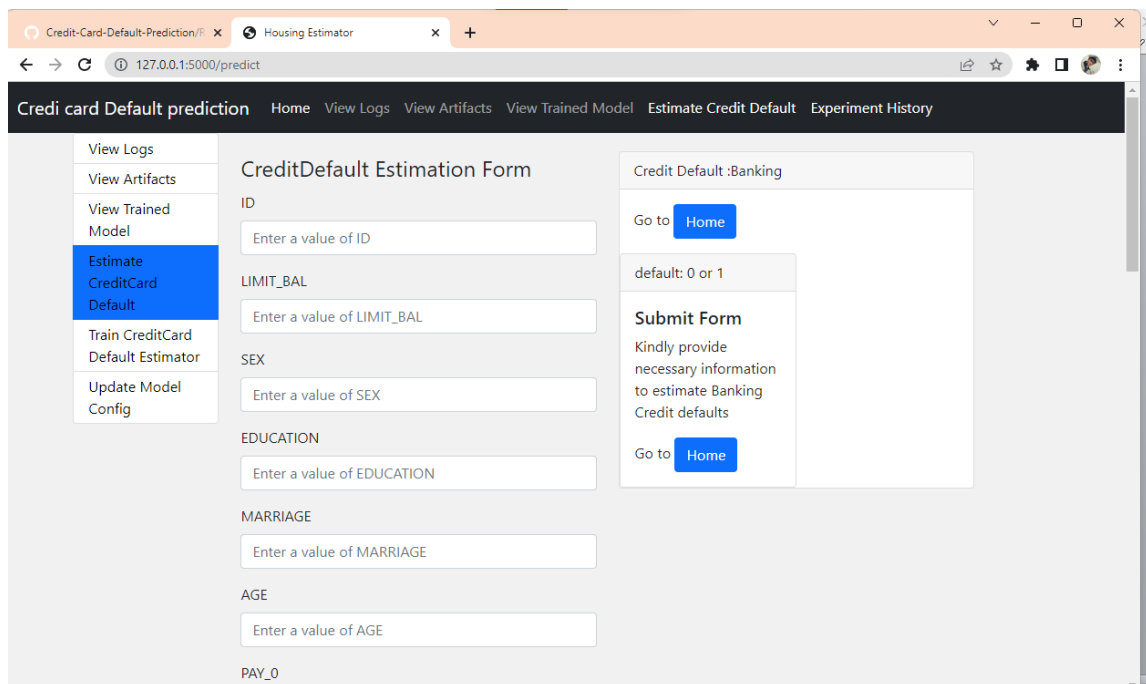 Credit-Card-Default-Prediction/R
Housing Estimator
127.0.0.1:5000/predict
Credi card Default prediction Home View Logs View Artifacts View Trained Model Estimate Credit Default Experiment History
View Logs
View Artifacts
View Trained
Model
Estimate
CreditCard
Default
Train CreditCard
Default Estimator
Update Model
Config
CreditDefault Estimation Form
ID
Enter a value of ID
LIMIT_BAL
Enter a value of LIMIT_BAL
SEX
Enter a value of SEX
EDUCATION
Enter a value of EDUCATION
MARRIAGE
Enter a value of MARRIAGE
AGE
Enter a value of AGE
PAY_0
Credit Default :Banking
Go to Home
default: 0 or 1
Submit Form
Kindly provide
necessary information
to estimate Banking
Credit defaults
Go to Home